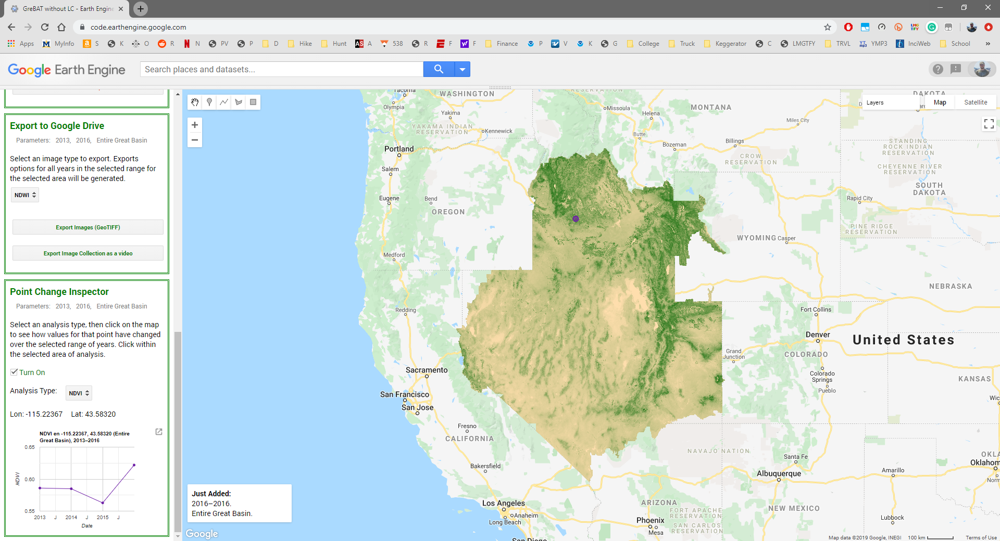 GreBAT without LC - Earth Engine
code.earthengine.google.com
Apps MyInfo S K O R N PV P D Hike Hunt A 538 R F F Finance P V K G College Truck Keggerator C LMGTFY TRVL YMP3 InciWeb School »
Google Earth Engine
Search places and datasets...
Export to Google Drive
Parameters: 2013, 2016, Entire Great Basin
Select an image type to export. Exports
options for all years in the selected range for
the selected area will be generated.
NDWI
Export Images (GeoTIFF)
Export Image Collection as a video
Point Change Inspector
Parameters: 2013, 2016, Entire Great Basin
Select an analysis type, then click on the map
to see how values for that point have changed
over the selected range of years. Click within
the selected area of analysis.
Turn On
Analysis Type: NDVI
Lon: -115.22367 Lat: 43.58320
NDVI en -115.22367, 43.58320 (Entire
Great Basin), 2013–2016
0.65
0.60
0.55
NDVI
2013 J 2014 J 2015 J
Date
Layers
Map Satellite
Tacoma
WASHINGTON
RESERVATION
DAKOTA
Olympia
Yakima
Missoula
Helena
MONTANA
Miles City
YAKAMA INDIAN
RESERVATION
Kennewick
Butte
Bozeman
Billings
STANDING
ROCK INDIAN
RESERVATION
Portland
CROW
RESERVATION
CHEYENNE RIVER
RESERVATION
Salem
SOUTH
DAKOTA
Eugene
Bend
OREGON
Rapid City
PINE RIDGE
RESERVATION
WYOMING
Casper
Medford
NEBRASKA
Redding
Fort Collins
Denver
United States
Grand
Junction
COLORADO
Sacramento
Colorado
Springs
KANSAS
Pueblo
San Francisco
San Jose
Wic
Fresno
CALIFORNIA
NAVAJO NATION
Santa Fe
OKLA
Oklahom
Bakersfield
Albuquerque
Amarillo
Norm
Just Added:
2016–2016.
Entire Great Basin.
Los Angeles
Anaheim
Long Beach
ARIZONA
FORT APACHE
RESERVATION
NEW MEXICO
Phoenix
Mesa
SAN CARLOS
RESERVATION
Lubbock
San Diego
Google
Map data ©2019 Google, INEGI 100 km Terms of Use